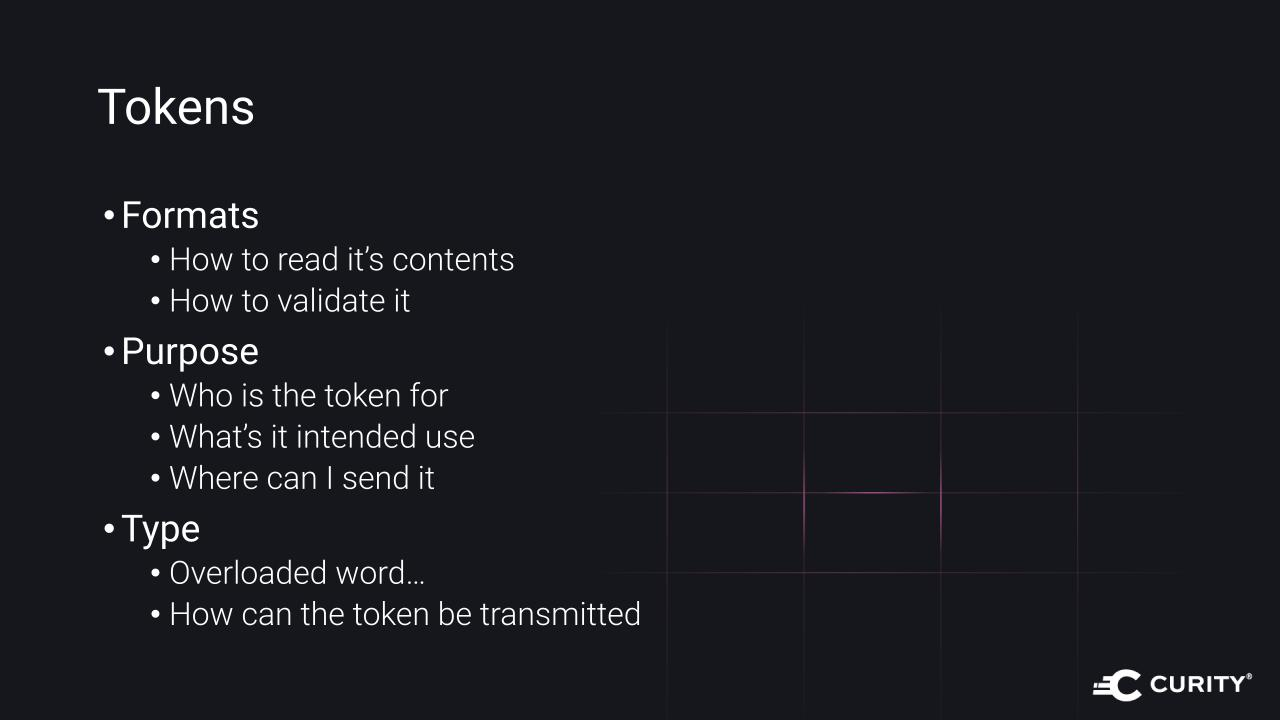 Tokens
• Formats
• How to read it’s contents
• How to validate it
• Purpose
• Who is the token for
• What’s it intended use
• Where can I send it
• Type
• Overloaded word…
• How can the token be transmitted
CURITY®